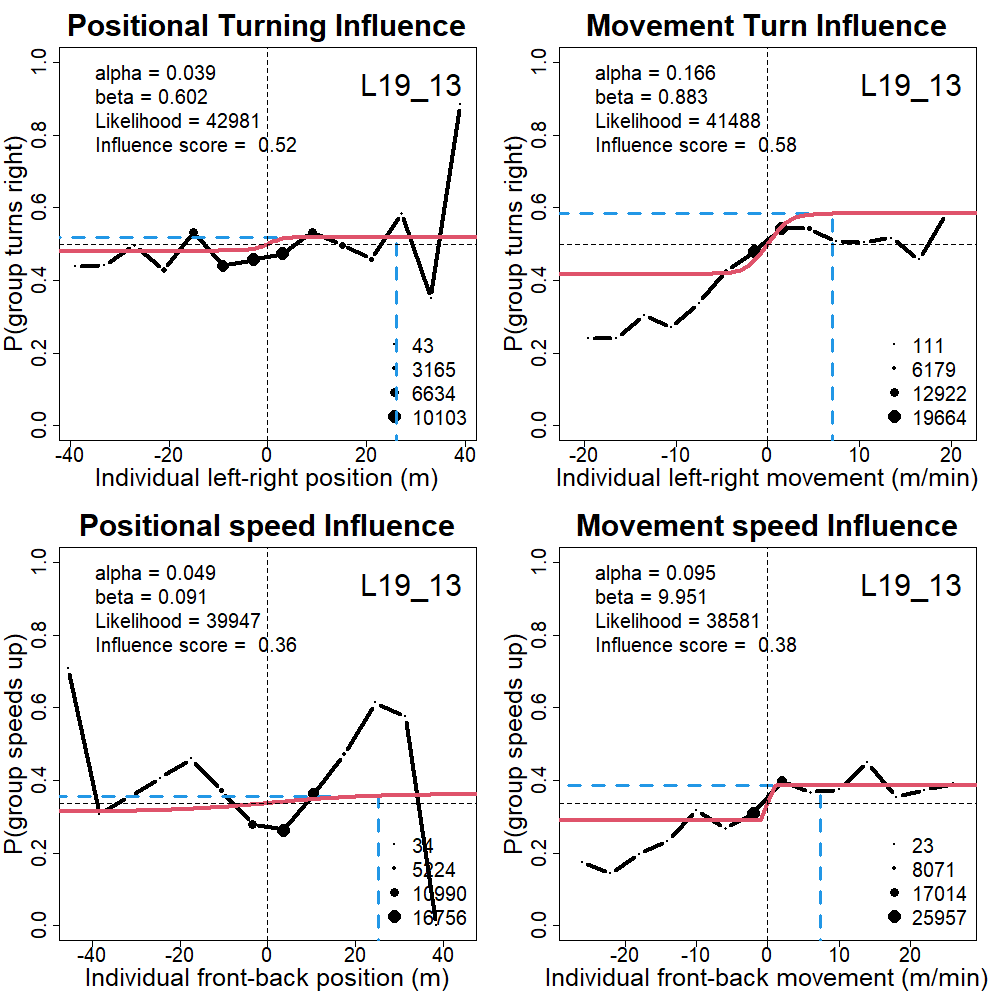 Positional Turning Influence
alpha = 0.039
beta = 0.602
Likelihood = 42981
Influence score = 0.52
L19_13
P(group turns right)
0.0 0.2 0.4 0.6 0.8 1.0
43
3165
6634
10103
-40 -20 0 20 40
Individual left-right position (m)
Movement Turn Influence
alpha = 0.166
beta = 0.883
Likelihood = 41488
Influence score = 0.58
L19_13
P(group turns right)
0.0 0.2 0.4 0.6 0.8 1.0
111
6179
12922
19664
-20 -10 0 10 20
Individual left-right movement (m/min)
Positional speed Influence
alpha = 0.049
beta = 0.091
Likelihood = 39947
Influence score = 0.36
L19_13
P(group speeds up)
0.0 0.2 0.4 0.6 0.8 1.0
34
5224
10990
16756
-40 -20 0 20 40
Individual front-back position (m)
Movement speed Influence
alpha = 0.095
beta = 9.951
Likelihood = 38581
Influence score = 0.38
L19_13
P(group speeds up)
0.0 0.2 0.4 0.6 0.8 1.0
23
8071
17014
25957
-20 -10 0 10 20
Individual front-back movement (m/min)